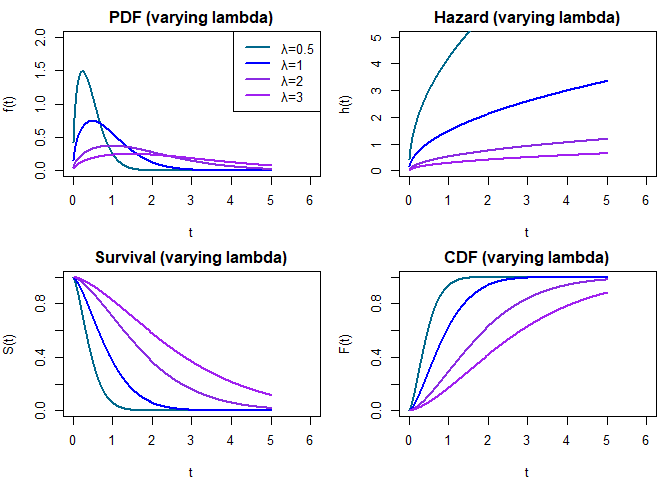 PDF (varying lambda)
f(t)
0.0 0.5 1.0 1.5 2.0
λ=0.5
λ=1
λ=2
λ=3
0 1 2 3 4 5 6
t
Hazard (varying lambda)
h(t)
0 1 2 3 4 5
0 1 2 3 4 5 6
t
Survival (varying lambda)
S(t)
0.0 0.4 0.8
0 1 2 3 4 5 6
t
CDF (varying lambda)
F(t)
0.0 0.4 0.8
0 1 2 3 4 5 6
t